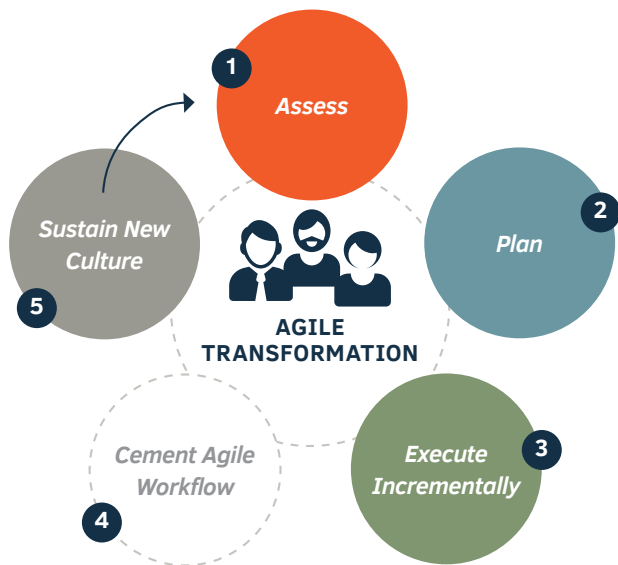 1
Assess
2
Plan
3
Execute
Incrementally
4
Cement Agile
Workflow
5
Sustain New
Culture
AGILE
TRANSFORMATION